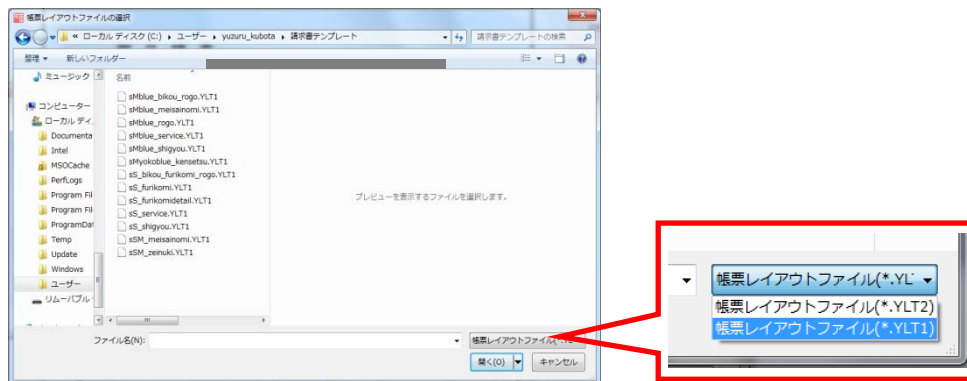 帳票レイアウトファイルの選択
« ローカル ディスク (C:) ▸ ユーザー ▸ yuzuru_kubota ▸ 請求書テンプレート
請求書テンプレートの検索
整理 ▼ 新しいフォルダー
ミュージック
コンピューター
ローカル ディ
Documenta
Intel
MSOCache
PerfLogs
Program Fil
Program Fil
ProgramDat
Temp
Update
Windows
ユーザー
リムーバブル
名前
sMblue_bikou_rogo.YLT1
sMblue_meisainomi.YLT1
sMblue_rogo.YLT1
sMblue_service.YLT1
sMblue_shigyou.YLT1
sMyokoblue_kensetsu.YLT1
sS_bikou_furikomi_rogo.YLT1
sS_furikomi.YLT1
sS_furikomidetail.YLT1
sS_service.YLT1
sS_shigyou.YLT1
sSM_meisainomi.YLT1
sSM_zeinuki.YLT1
プレビューを表示するファイルを選択します。
ファイル名(N):
帳票レイアウトファイル(*.YL
開く(O)
キャンセル
帳票レイアウトファイル(*.YL
帳票レイアウトファイル(*.YLT2)
帳票レイアウトファイル(*.YLT1)